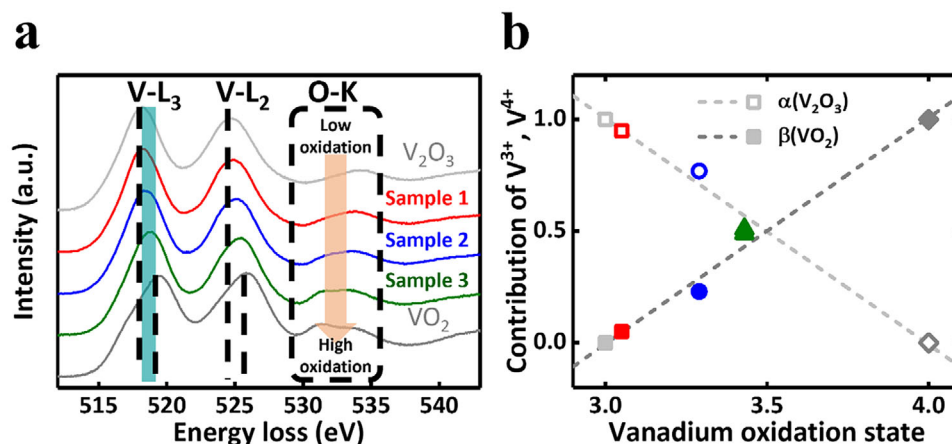 a
V-L₃ V-L₂ O-K
Low
oxidation
V₂O₃
Sample 1
Sample 2
Sample 3
VO₂
High
oxidation
Intensity (a.u.)
515 520 525 530 535 540
Energy loss (eV)
b
α(V₂O₃)
β(VO₂)
1.0
0.5
0.0
Contribution of V³⁺, V⁴⁺
3.0 3.5 4.0
Vanadium oxidation state